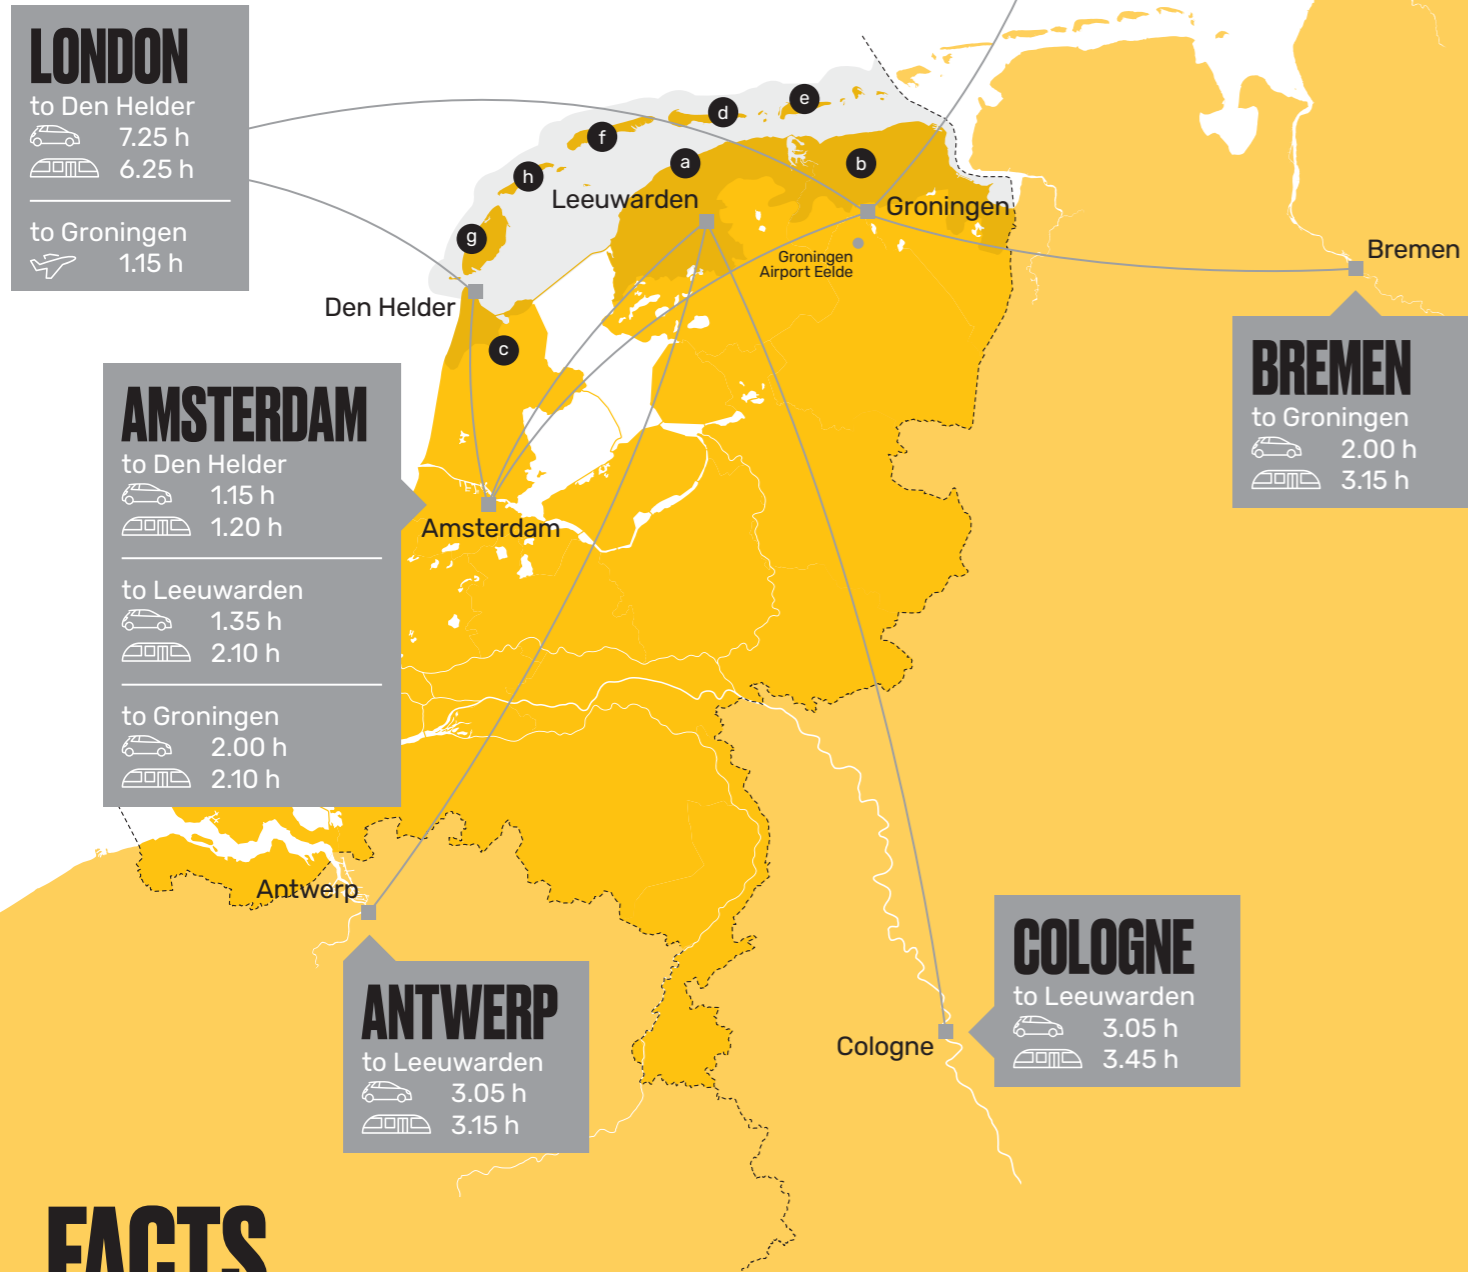 LONDON
to Den Helder
7.25 h
6.25 h
to Groningen
1.15 h
e
d
f
a
b
h
Leeuwarden
Groningen
g
Groningen
Airport Eelde
Bremen
Den Helder
c
BREMEN
to Groningen
2.00 h
3.15 h
AMSTERDAM
to Den Helder
1.15 h
1.20 h
to Leeuwarden
1.35 h
2.10 h
to Groningen
2.00 h
2.10 h
Amsterdam
Antwerp
ANTWERP
to Leeuwarden
3.05 h
3.15 h
Cologne
COLOGNE
to Leeuwarden
3.05 h
3.45 h
FACTS